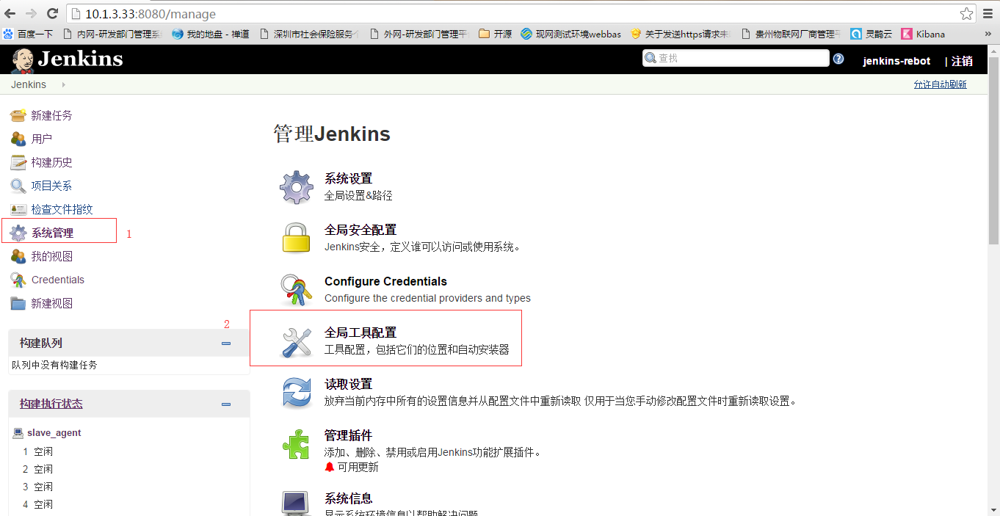 10.1.3.33:8080/manage
百度一下 内网-研发部门管理系 我的地盘 - 禅道 深圳市社会保险服务 外网-研发部门管理平 开源 现网测试环境webbas 关于发送https请求未 贵州物联网厂商管理平 灵鹊云 Kibana »
Jenkins 查找 jenkins-rebot | 注销
Jenkins 允许自动刷新
新建任务
用户
构建历史
项目关系
检查文件指纹
系统管理 1
我的视图
Credentials
新建视图
2
构建队列
队列中没有构建任务
构建执行状态
slave_agent
1 空闲
2 空闲
3 空闲
4 空闲
管理Jenkins
系统设置
全局设置&路径
全局安全配置
Jenkins安全，定义谁可以访问或使用系统。
Configure Credentials
Configure the credential providers and types
全局工具配置
工具配置，包括它们的位置和自动安装器
读取设置
放弃当前内存中所有的设置信息并从配置文件中重新读取 仅用于当您手动修改配置文件时重新读取设置。
管理插件
添加、删除、禁用或启用Jenkins功能扩展插件。
可用更新
系统信息
显示系统环境信息以帮助解决问题